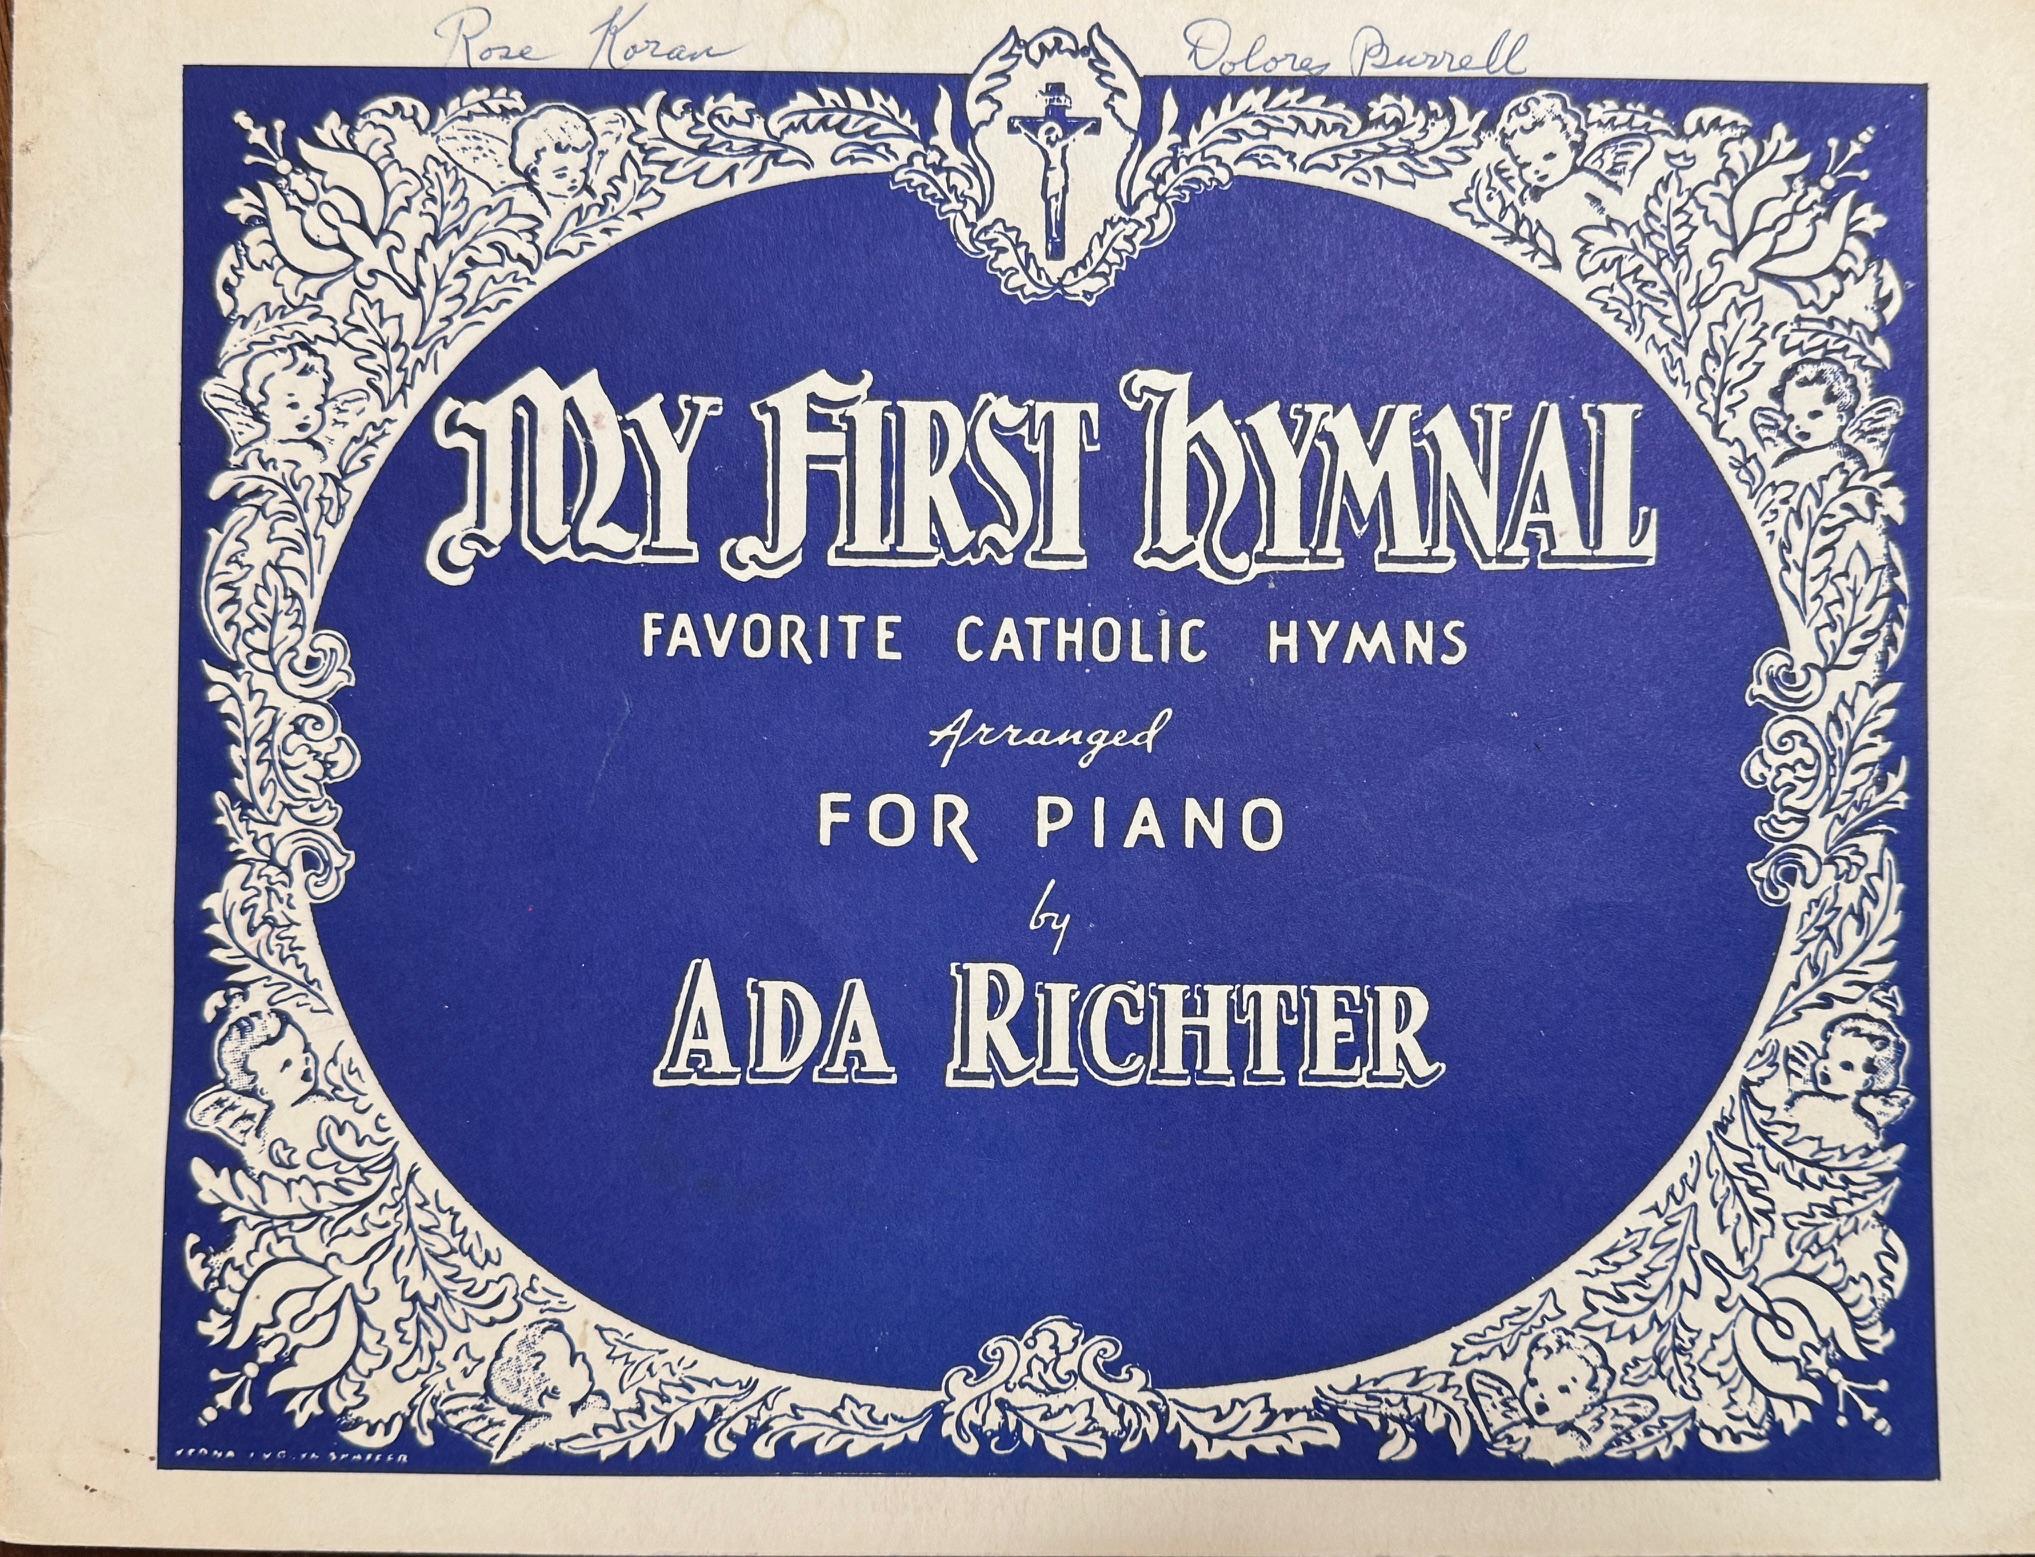 Rose Koran Dolores Burrell
MY FIRST HYMNAL
FAVORITE CATHOLIC HYMNS
Arranged
FOR PIANO
by
ADA RICHTER